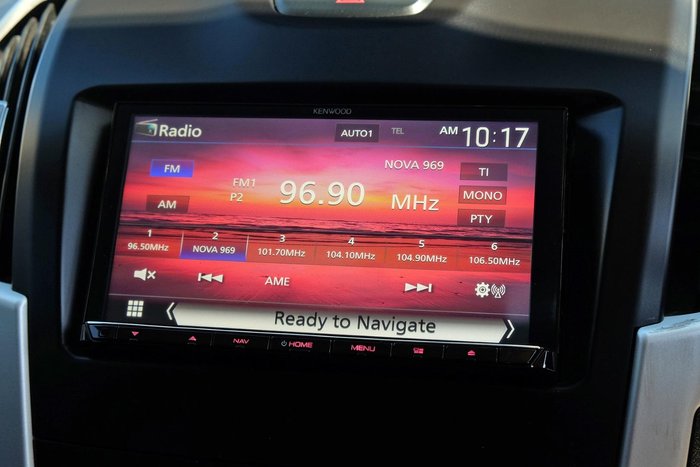 KENWOOD
Radio
AUTO1
TEL
AM 10:17
FM
NOVA 969
TI
FM1
P2
96.90 MHz
MONO
AM
PTY
1 2 3 4 5 6
96.50MHz NOVA 969 101.70MHz 104.10MHz 104.90MHz 106.50MHz
AME
Ready to Navigate
NAV HOME MENU